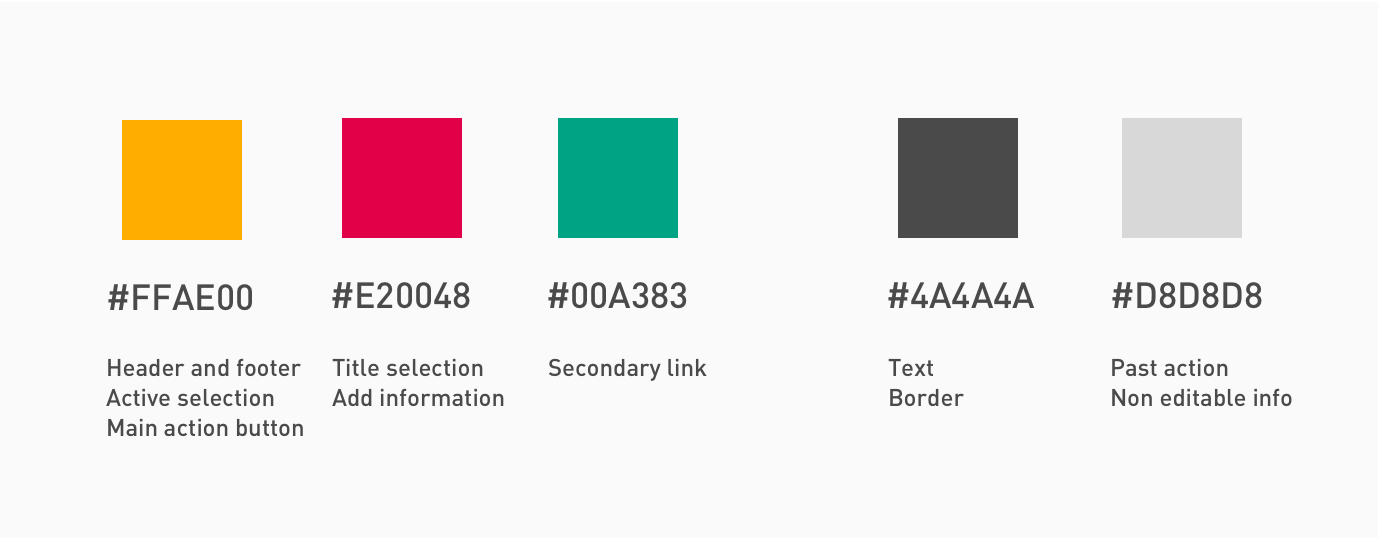 #FFAE00
Header and footer
Active selection
Main action button
#E20048
Title selection
Add information
#00A383
Secondary link
#4A4A4A
Text
Border
#D8D8D8
Past action
Non editable info